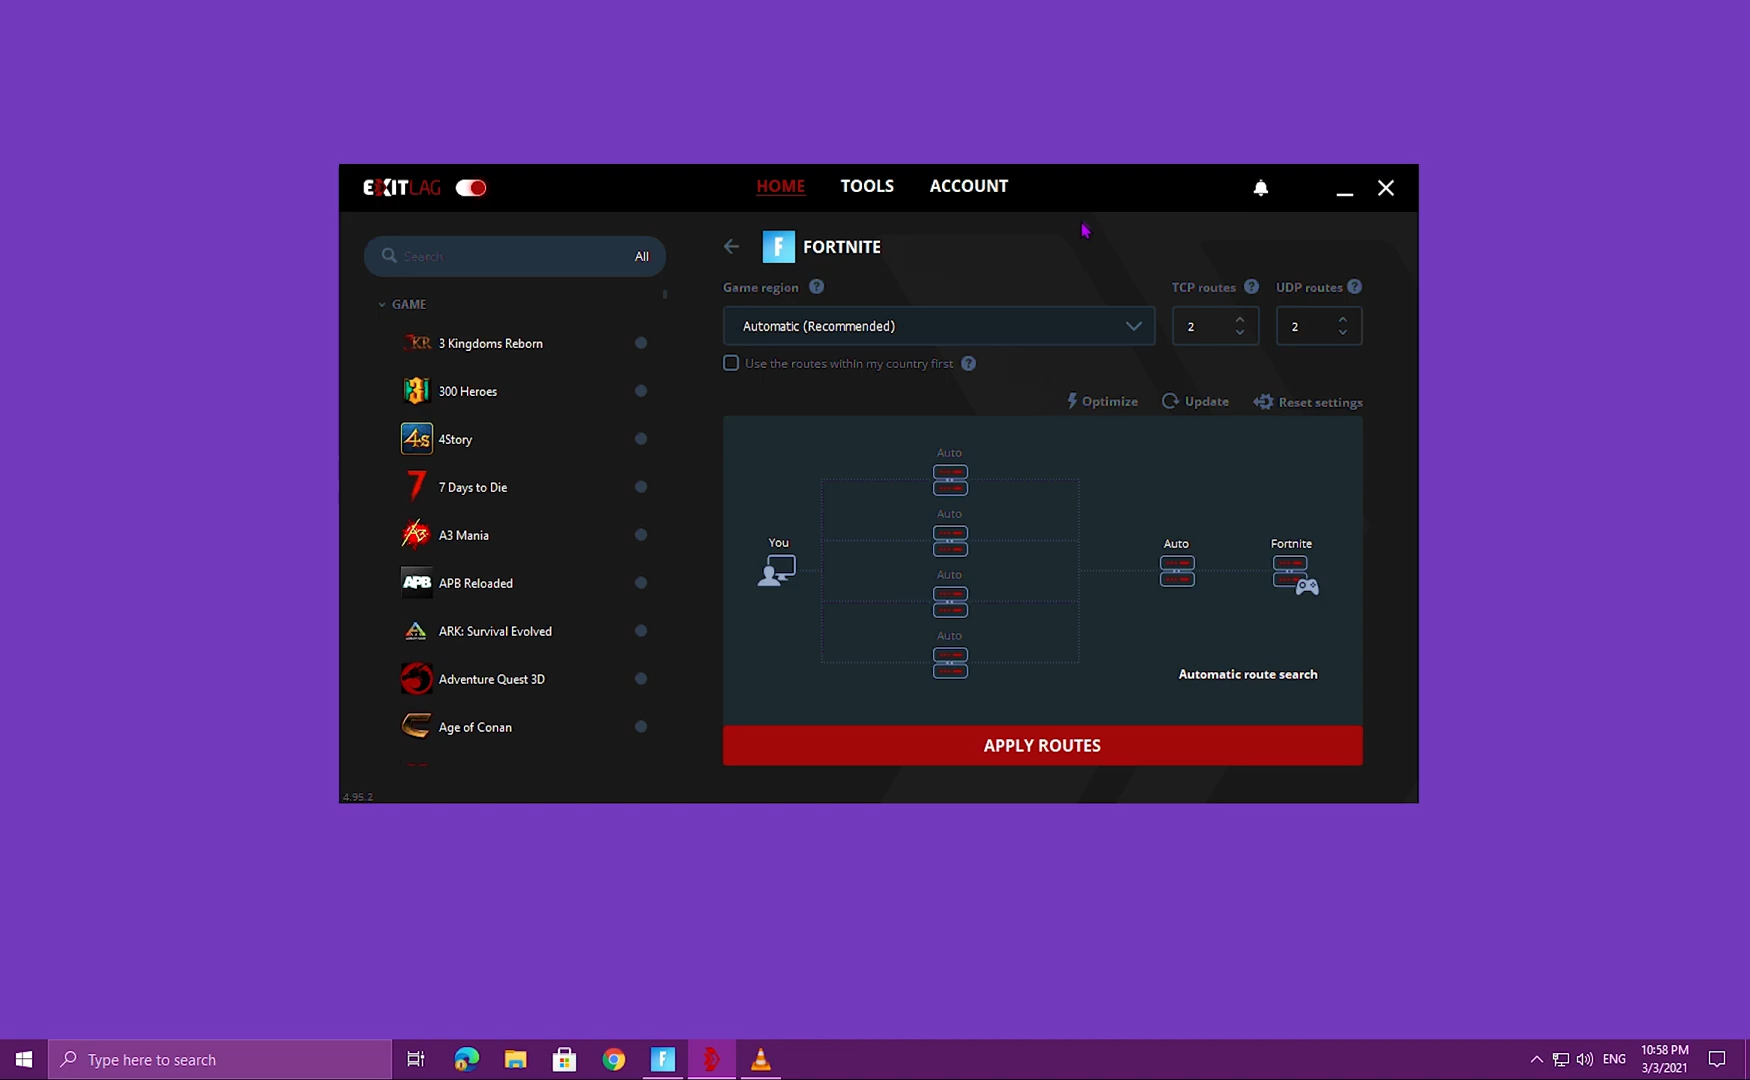 EXITLAG
HOME
TOOLS
ACCOUNT
Search
All
GAME
3 Kingdoms Reborn
300 Heroes
4Story
7 Days to Die
A3 Mania
APB Reloaded
ARK: Survival Evolved
Adventure Quest 3D
Age of Conan
4.95.2
FORTNITE
Game region
TCP routes
UDP routes
Automatic (Recommended)
2
2
Use the routes within my country first
Optimize
Update
Reset settings
Auto
Auto
Auto
Auto
You
Auto
Fortnite
Automatic route search
APPLY ROUTES
Type here to search
ENG
10:58 PM
3/3/2021